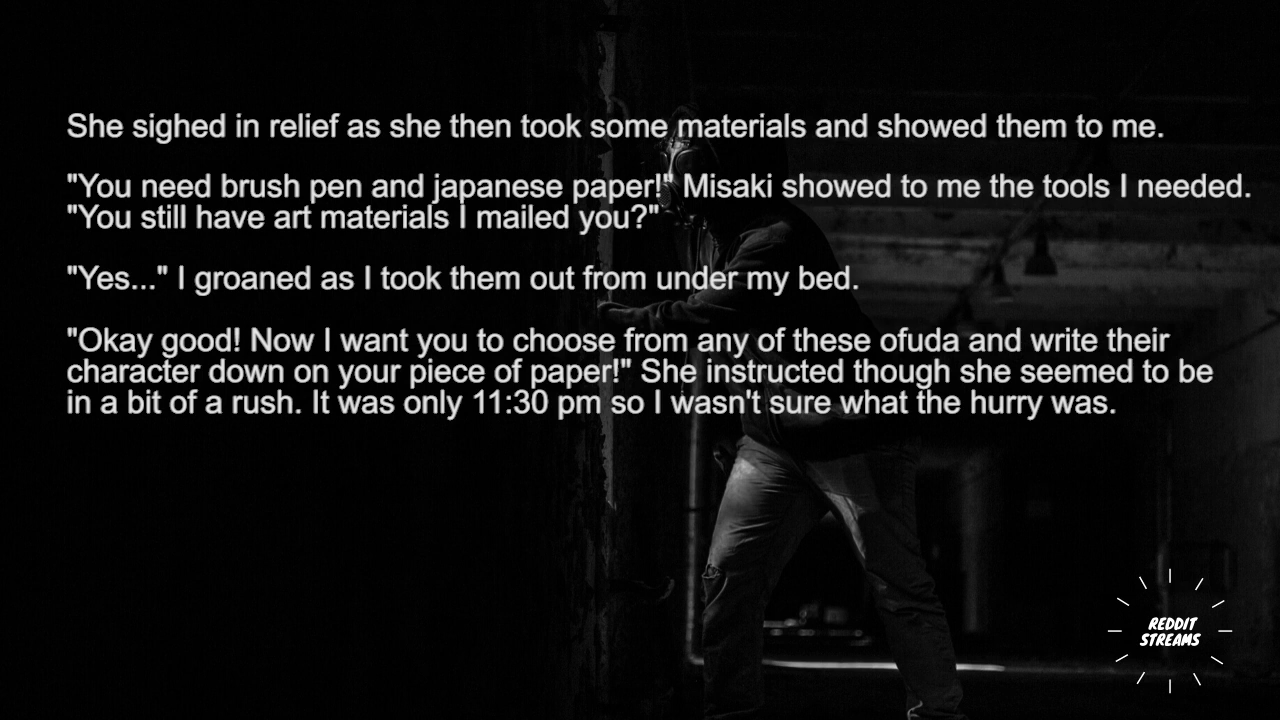 She sighed in relief as she then took some materials and showed them to me.
"You need brush pen and japanese paper!" Misaki showed to me the tools I needed.
"You still have art materials I mailed you?"
"Yes..." I groaned as I took them out from under my bed.
"Okay good! Now I want you to choose from any of these ofuda and write their
character down on your piece of paper!" She instructed though she seemed to be
in a bit of a rush. It was only 11:30 pm so I wasn't sure what the hurry was.
REDDIT
STREAMS